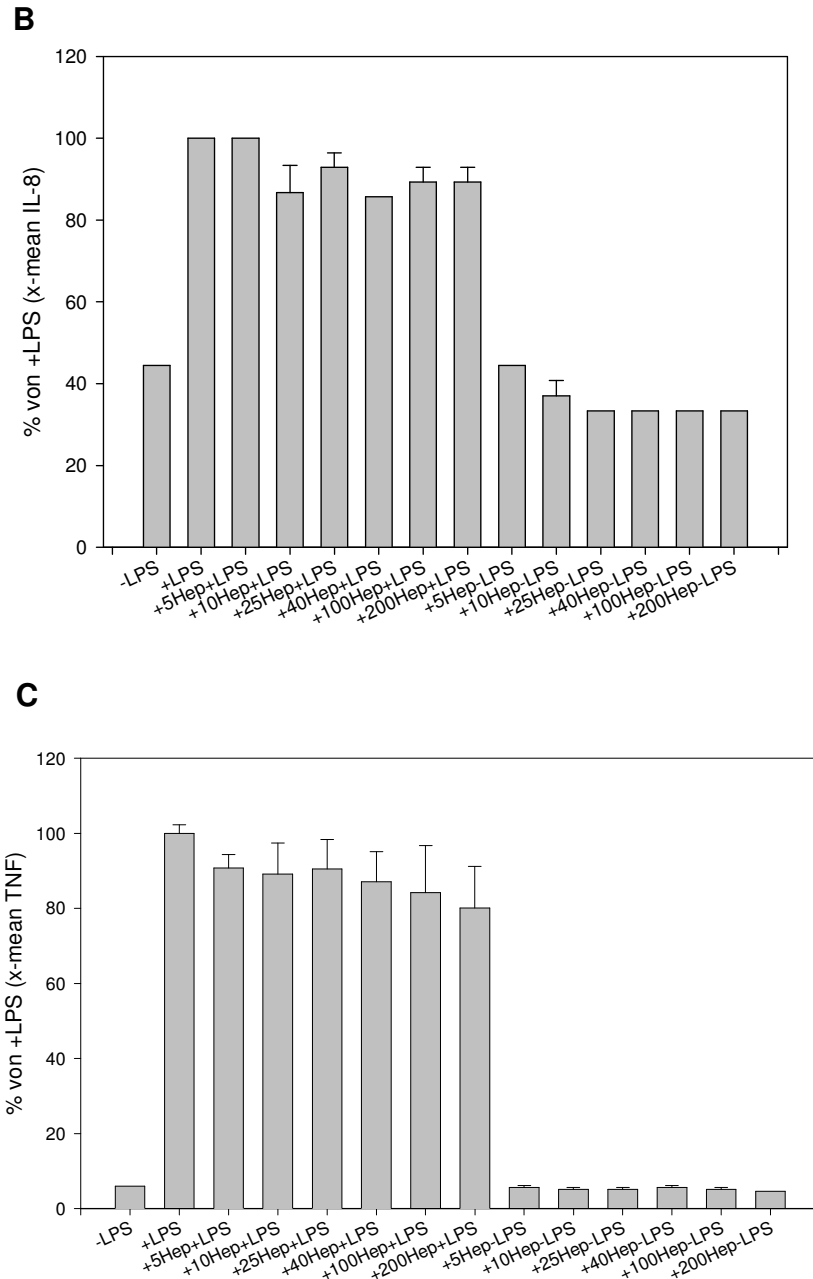 B
120
100
80
60
40
20
0
% von +LPS (x-mean IL-8)
-LPS
+LPS
+5Hep+LPS
+10Hep+LPS
+25Hep+LPS
+40Hep+LPS
+100Hep+LPS
+200Hep+LPS
+5Hep-LPS
+10Hep-LPS
+25Hep-LPS
+40Hep-LPS
+100Hep-LPS
+200Hep-LPS
C
120
100
80
60
40
20
0
% von +LPS (x-mean TNF)
-LPS
+LPS
+5Hep+LPS
+10Hep+LPS
+25Hep+LPS
+40Hep+LPS
+100Hep+LPS
+200Hep+LPS
+5Hep-LPS
+10Hep-LPS
+25Hep-LPS
+40Hep-LPS
+100Hep-LPS
+200Hep-LPS